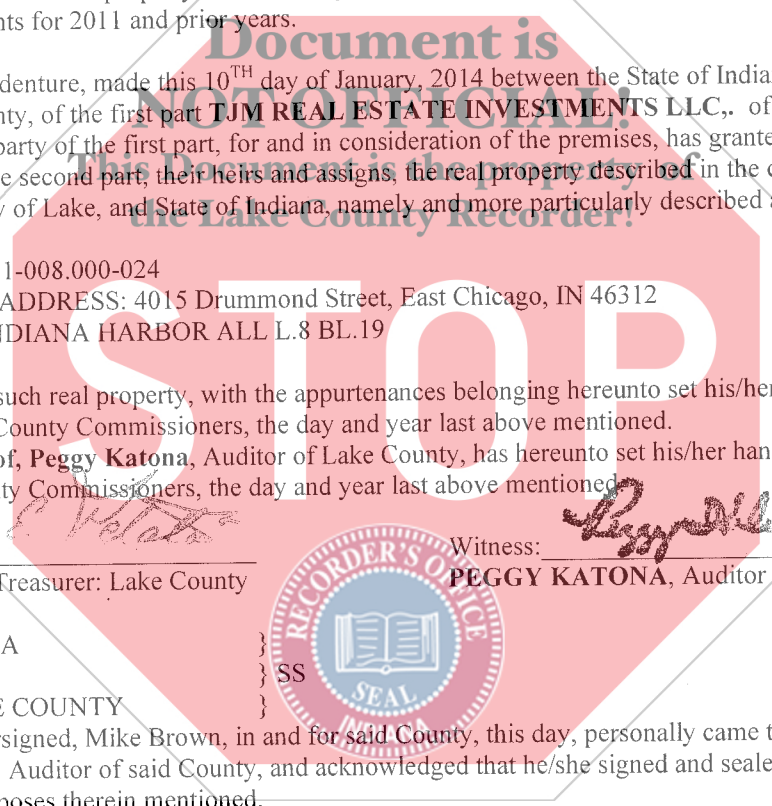 nts for 2011 and prior years.
Document is
denture, made this 10TH day of January, 2014 between the State of India
NOT OFFICIAL!
nty, of the first part TJM REAL ESTATE INVESTMENTS LLC,. of
party of the first part, for and in consideration of the premises, has grante
This Document is the property of
e second part, their heirs and assigns, the real property described in the c
the Lake County Recorder!
y of Lake, and State of Indiana, namely and more particularly described a
1-008.000-024
ADDRESS: 4015 Drummond Street, East Chicago, IN 46312
NDIANA HARBOR ALL L.8 BL.19
STOP
such real property, with the appurtenances belonging hereunto set his/her
County Commissioners, the day and year last above mentioned.
of, Peggy Katona, Auditor of Lake County, has hereunto set his/her han
ty Commissioners, the day and year last above mentioned
Witness:
Treasurer: Lake County
PEGGY KATONA, Auditor
RECORDER'S OFFICE
SEAL
INDIANA
A }
} SS
E COUNTY }
rsigned, Mike Brown, in and for said County, this day, personally came t
Auditor of said County, and acknowledged that he/she signed and seale
poses therein mentioned.